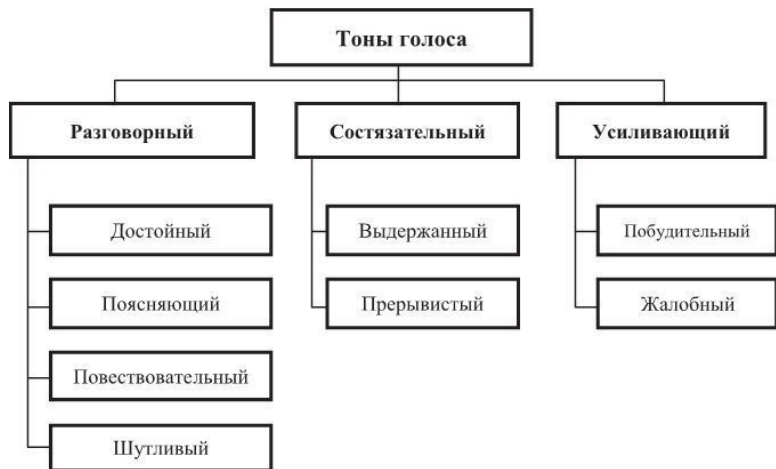 Тоны голоса
Разговорный
Состязательный
Усиливающий
Достойный
Выдержанный
Побудительный
Поясняющий
Прерывистый
Жалобный
Повествовательный
Шутливый